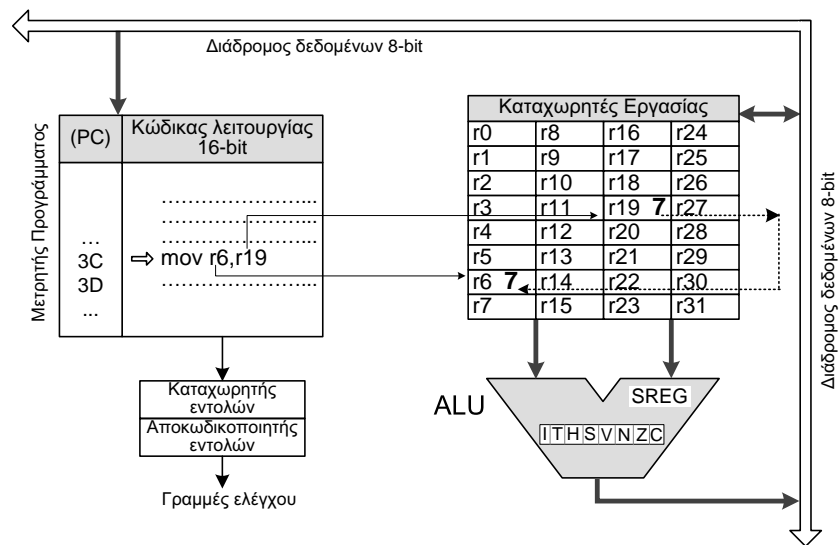 Διάδρομος δεδομένων 8-bit
Μετρητής Προγράμματος
(PC)
Κώδικας λειτουργίας
16-bit
........................
........................
........................
...
3C
⇨ mov r6,r19
3D
........................
...
Καταχωρητής
εντολών
Αποκωδικοποιητής
εντολών
Γραμμές ελέγχου
Καταχωρητές Εργασίας
r0 r8 r16 r24
r1 r9 r17 r25
r2 r10 r18 r26
r3 r11 r19 7 r27
r4 r12 r20 r28
r5 r13 r21 r29
r6 7 r14 r22 r30
r7 r15 r23 r31
ALU
SREG
I T H S V N Z C
Διάδρομος δεδομένων 8-bit